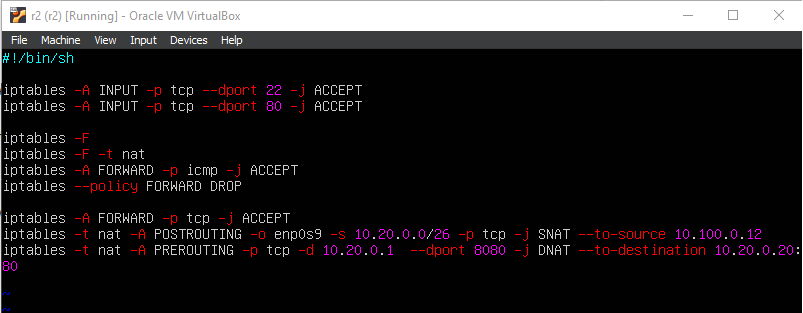 r2 (r2) [Running] - Oracle VM VirtualBox
File Machine View Input Devices Help
#!/bin/sh
iptables -A INPUT -p tcp --dport 22 -j ACCEPT
iptables -A INPUT -p tcp --dport 80 -j ACCEPT
iptables -F
iptables -F -t nat
iptables -A FORWARD -p icmp -j ACCEPT
iptables --policy FORWARD DROP
iptables -A FORWARD -p tcp -j ACCEPT
iptables -t nat -A POSTROUTING -o enp0s9 -s 10.20.0.0/26 -p tcp -j SNAT --to-source 10.100.0.12
iptables -t nat -A PREROUTING -p tcp -d 10.20.0.1  --dport 8080 -j DNAT --to-destination 10.20.0.20:
80
~
~